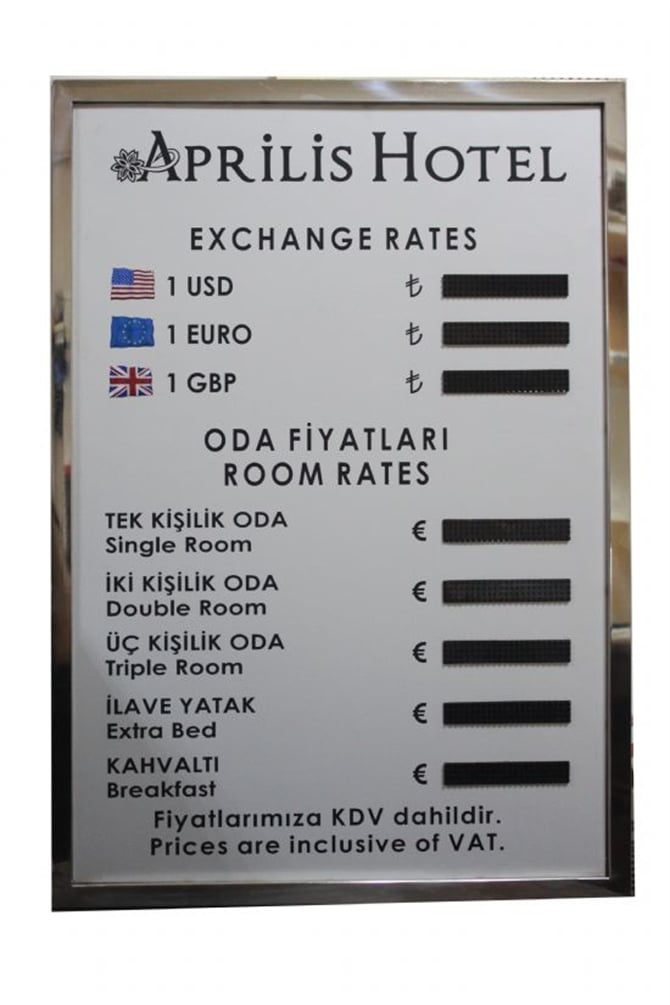 APRİLİS HOTEL
EXCHANGE RATES
1 USD ₺
1 EURO ₺
1 GBP ₺
ODA FİYATLARI
ROOM RATES
TEK KİŞİLİK ODA
Single Room €
İKİ KİŞİLİK ODA
Double Room €
ÜÇ KİŞİLİK ODA
Triple Room €
İLAVE YATAK
Extra Bed €
KAHVALTI
Breakfast €
Fiyatlarımıza KDV dahildir.
Prices are inclusive of VAT.